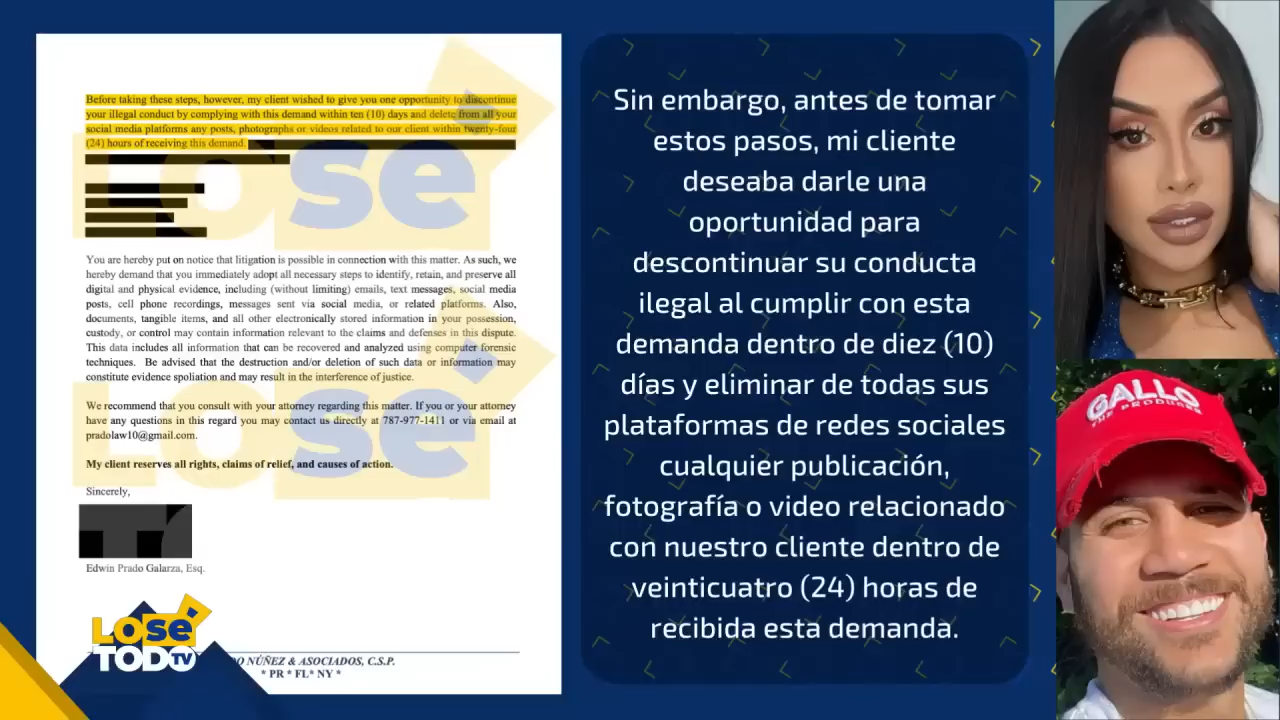 Before taking these steps, however, my client wished to give you one opportunity to discontinue
your illegal conduct by complying with this demand within ten (10) days and delete from all your
social media platforms any posts, photographs or videos related to our client within twenty-four
(24) hours of receiving this demand.
You are hereby put on notice that litigation is possible in connection with this matter. As such, we
hereby demand that you immediately adopt all necessary steps to identify, retain, and preserve all
digital and physical evidence, including (without limiting) emails, text messages, social media
posts, cell phone recordings, messages sent via social media, or related platforms. Also,
documents, tangible items, and all other electronically stored information in your possession,
custody, or control may contain information relevant to the claims and defenses in this dispute.
This data includes all information that can be recovered and analyzed using computer forensic
techniques. Be advised that the destruction and/or deletion of such data or information may
constitute evidence spoliation and may result in the interference of justice.
We recommend that you consult with your attorney regarding this matter. If you or your attorney
have any questions in this regard you may contact us directly at 787-977-1411 or via email at
pradolaw10@gmail.com.
My client reserves all rights, claims of relief, and causes of action.
Sincerely,
Edwin Prado Galarza, Esq.
NÚÑEZ & ASOCIADOS, C.S.P.
* PR * FL* NY *
LOSÉ
TODO TV
LOSÉ
LOSÉ
Sin embargo, antes de tomar
estos pasos, mi cliente
deseaba darle una
oportunidad para
descontinuar su conducta
ilegal al cumplir con esta
demanda dentro de diez (10)
días y eliminar de todas sus
plataformas de redes sociales
cualquier publicación,
fotografía o video relacionado
con nuestro cliente dentro de
veinticuatro (24) horas de
recibida esta demanda.
GALLO
THE PRODUCER